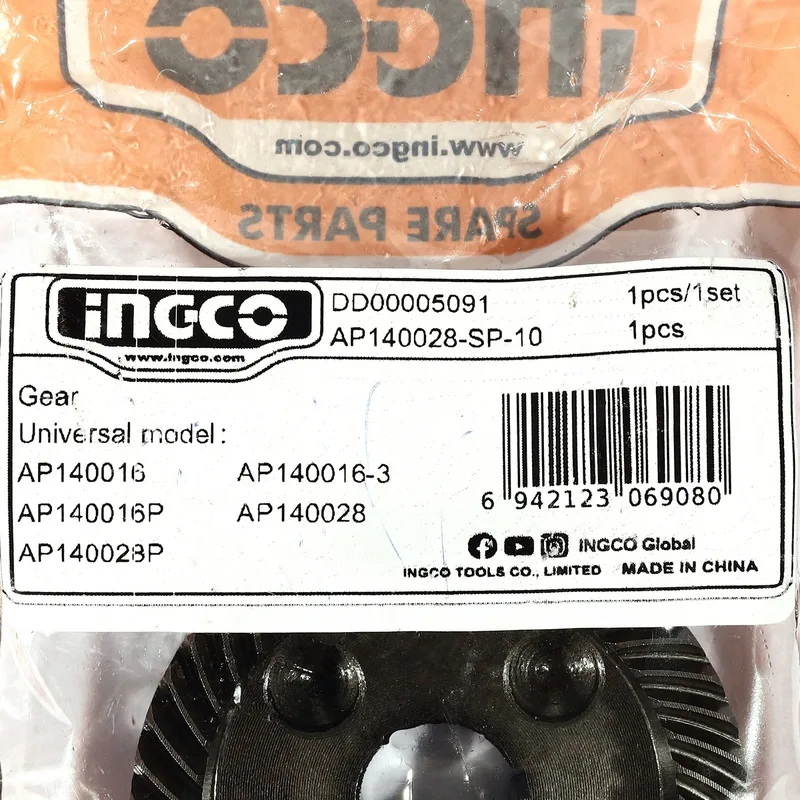 INGCO
www.ingco.com
SPARE PARTS
INGCO
www.ingco.com
DD00005091 1pcs/1set
AP140028-SP-10 1pcs
Gear
Universal model:
AP140016 AP140016-3
AP140016P AP140028
AP140028P
6 942123 069080
INGCO Global
INGCO TOOLS CO., LIMITED MADE IN CHINA